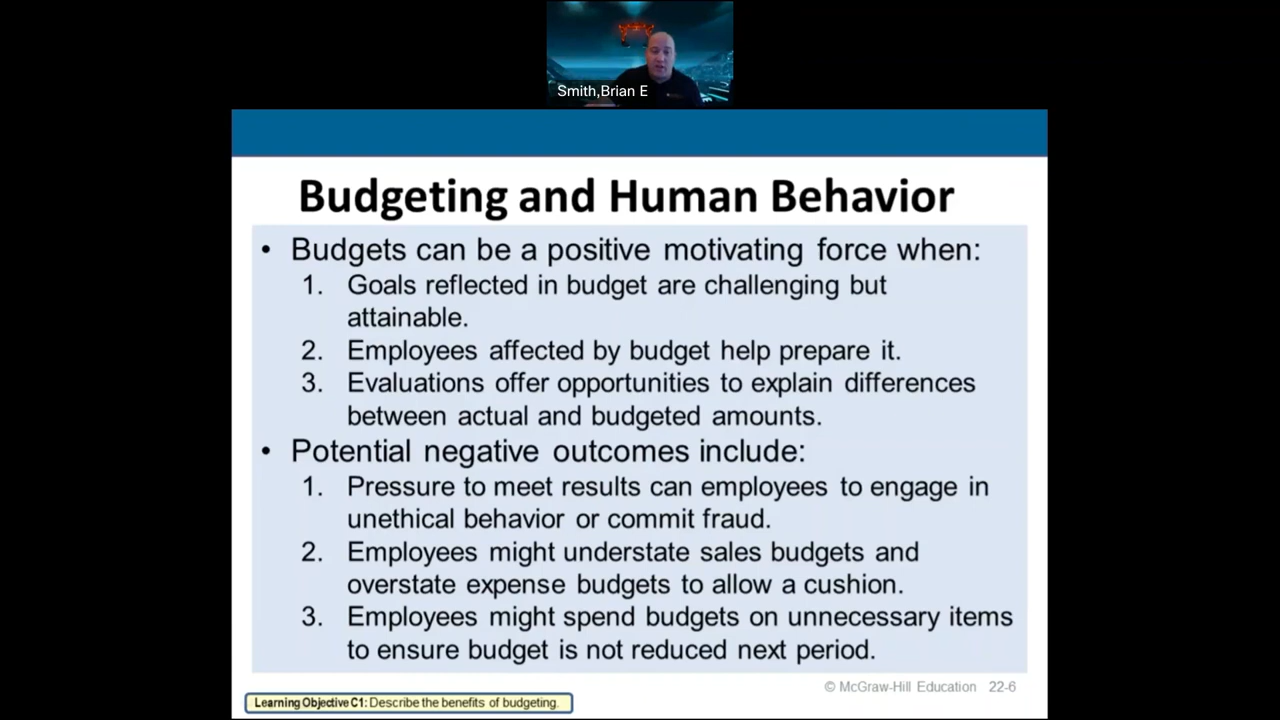 Smith,Brian E
Budgeting and Human Behavior
• Budgets can be a positive motivating force when:
1. Goals reflected in budget are challenging but
attainable.
2. Employees affected by budget help prepare it.
3. Evaluations offer opportunities to explain differences
between actual and budgeted amounts.
• Potential negative outcomes include:
1. Pressure to meet results can employees to engage in
unethical behavior or commit fraud.
2. Employees might understate sales budgets and
overstate expense budgets to allow a cushion.
3. Employees might spend budgets on unnecessary items
to ensure budget is not reduced next period.
© McGraw-Hill Education 22-6
Learning Objective C1: Describe the benefits of budgeting.